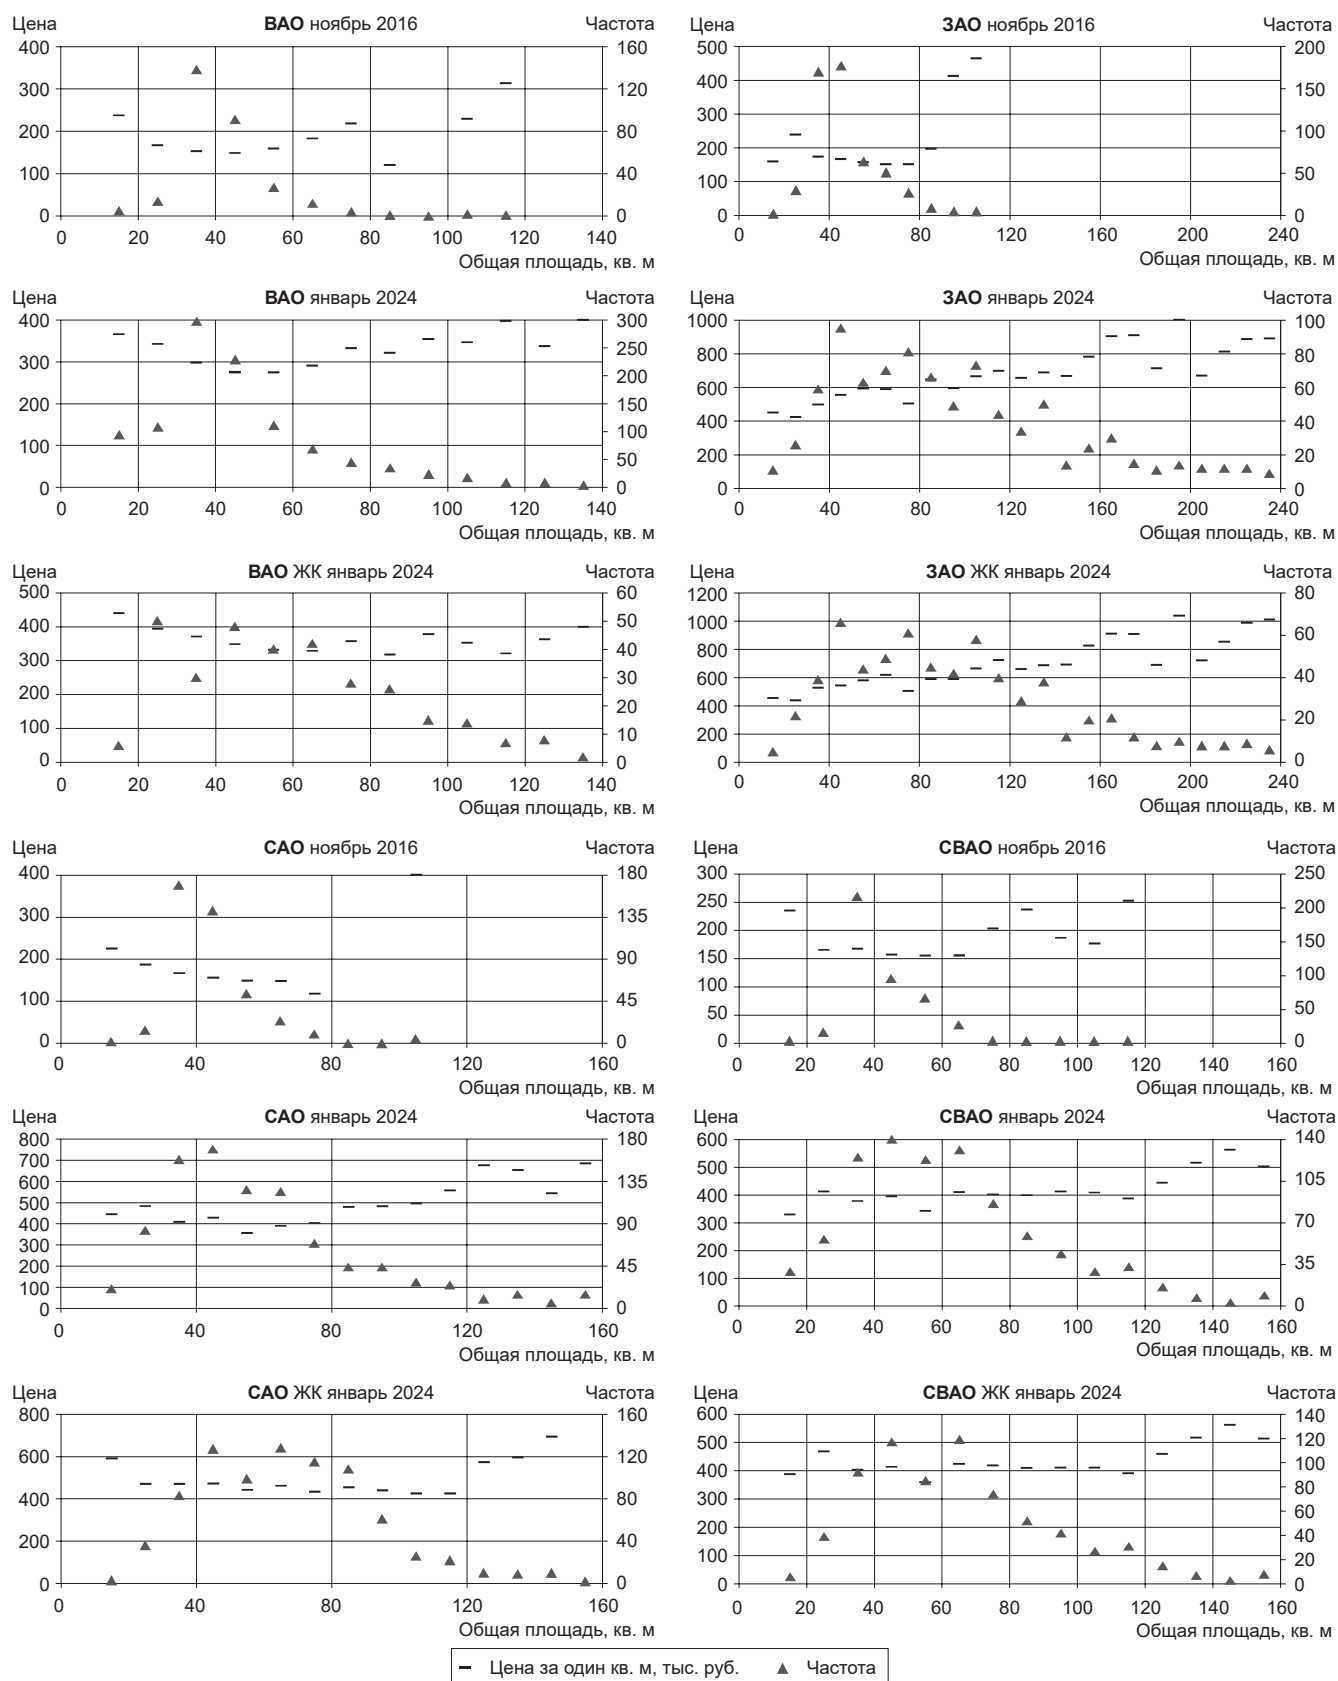 Цена ВАО ноябрь 2016 Частота
400 160
300 120
200 80
100 40
0 0
0 20 40 60 80 100 120 140
Общая площадь, кв. м
Цена ЗАО ноябрь 2016 Частота
500 200
400 150
300
200 100
100 50
0 0
0 40 80 120 160 200 240
Общая площадь, кв. м
Цена ВАО январь 2024 Частота
400 300
250
300 200
200 150
100 100
50
0 0
0 20 40 60 80 100 120 140
Общая площадь, кв. м
Цена ЗАО январь 2024 Частота
1000 100
800 80
600 60
400 40
200 20
0 0
0 40 80 120 160 200 240
Общая площадь, кв. м
Цена ВАО ЖК январь 2024 Частота
500 60
400 50
300 40
30
200 20
100 10
0 0
0 20 40 60 80 100 120 140
Общая площадь, кв. м
Цена ЗАО ЖК январь 2024 Частота
1200 80
1000 60
800
600 40
400 20
200
0 0
0 40 80 120 160 200 240
Общая площадь, кв. м
Цена САО ноябрь 2016 Частота
400 180
300 135
200 90
100 45
0 0
0 40 80 120 160
Общая площадь, кв. м
Цена СВАО ноябрь 2016 Частота
300 250
250 200
200 150
150 100
100 50
50
0 0
0 20 40 60 80 100 120 140 160
Общая площадь, кв. м
Цена САО январь 2024 Частота
800 180
700 135
600
500 90
400
300 45
200
100
0 0
0 40 80 120 160
Общая площадь, кв. м
Цена СВАО январь 2024 Частота
600 140
500 105
400 70
300
200 35
100
0 0
0 20 40 60 80 100 120 140 160
Общая площадь, кв. м
Цена САО ЖК январь 2024 Частота
800 160
600 120
400 80
200 40
0 0
0 40 80 120 160
Общая площадь, кв. м
Цена СВАО ЖК январь 2024 Частота
600 140
500 120
400 100
300 80
60
200 40
100 20
0 0
0 20 40 60 80 100 120 140 160
Общая площадь, кв. м
Цена за один кв. м, тыс. руб. Частота